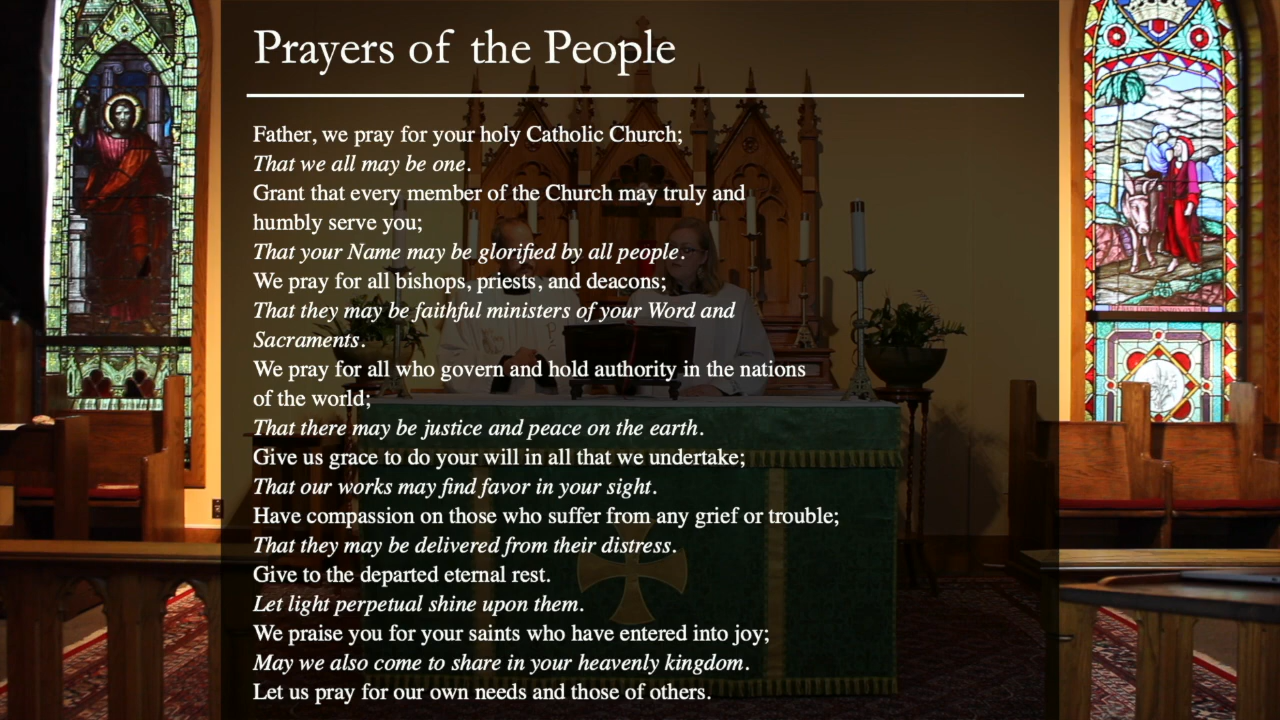 Prayers of the People
Father, we pray for your holy Catholic Church;
That we all may be one.
Grant that every member of the Church may truly and
humbly serve you;
That your Name may be glorified by all people.
We pray for all bishops, priests, and deacons;
That they may be faithful ministers of your Word and
Sacraments.
We pray for all who govern and hold authority in the nations
of the world;
That there may be justice and peace on the earth.
Give us grace to do your will in all that we undertake;
That our works may find favor in your sight.
Have compassion on those who suffer from any grief or trouble;
That they may be delivered from their distress.
Give to the departed eternal rest.
Let light perpetual shine upon them.
We praise you for your saints who have entered into joy;
May we also come to share in your heavenly kingdom.
Let us pray for our own needs and those of others.